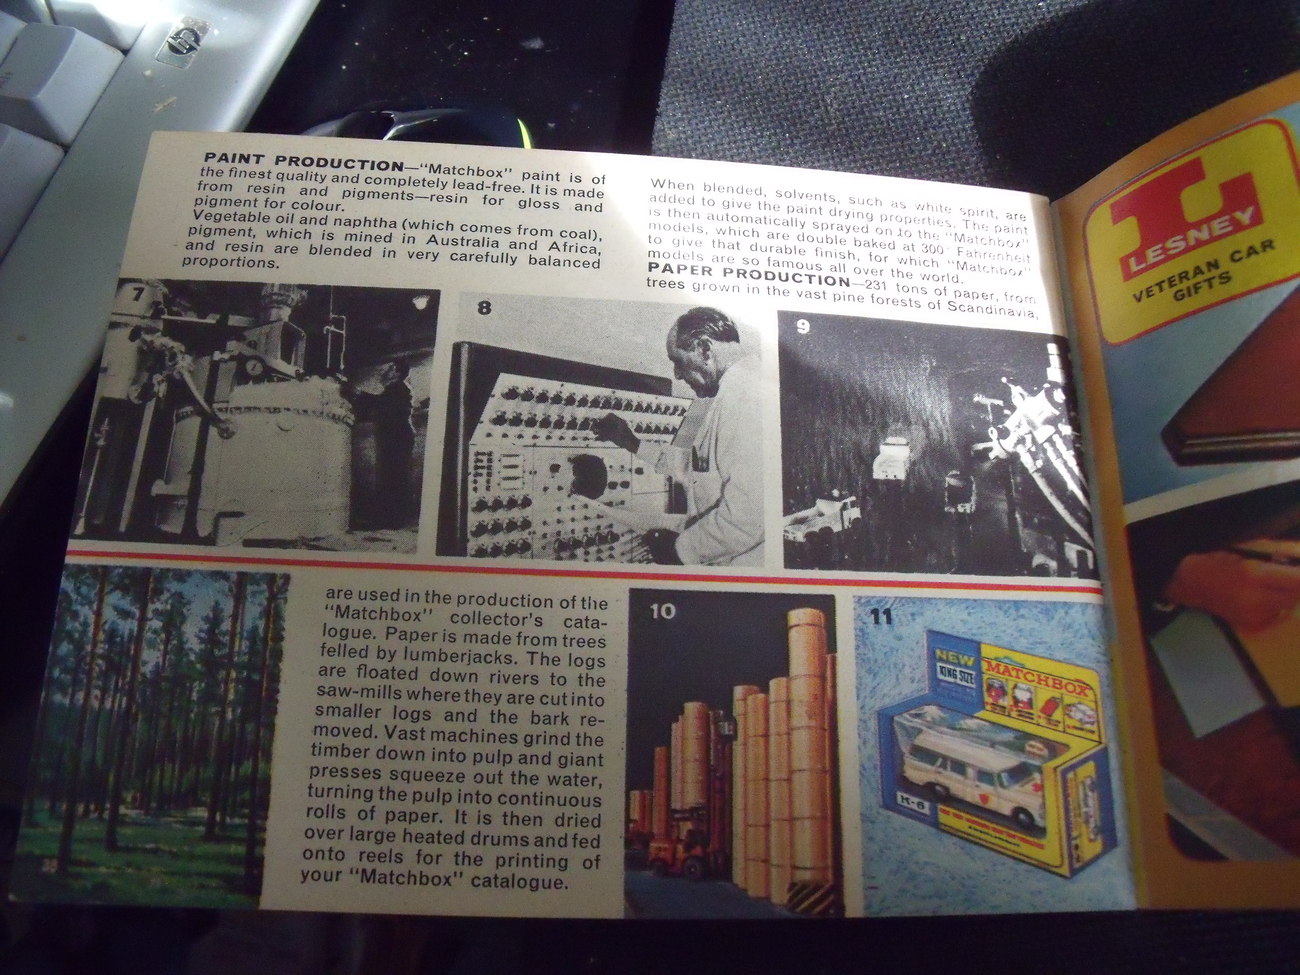 PAINT PRODUCTION—“Matchbox” paint is of
the finest quality and completely lead-free. It is made
from resin and pigments—resin for gloss and
pigment for colour.
Vegetable oil and naphtha (which comes from coal),
pigment, which is mined in Australia and Africa,
and resin are blended in very carefully balanced
proportions.
When blended, solvents, such as white spirit, are
added to give the paint drying properties. The paint
is then automatically sprayed on to the “Matchbox”
models, which are double baked at 300° Fahrenheit
to give that durable finish, for which “Matchbox”
models are so famous all over the world.
PAPER PRODUCTION—231 tons of paper, from
trees grown in the vast pine forests of Scandinavia,
7
8
9
are used in the production of the
“Matchbox” collector's cata-
logue. Paper is made from trees
felled by lumberjacks. The logs
are floated down rivers to the
saw-mills where they are cut into
smaller logs and the bark re-
moved. Vast machines grind the
timber down into pulp and giant
presses squeeze out the water,
turning the pulp into continuous
rolls of paper. It is then dried
over large heated drums and fed
onto reels for the printing of
your “Matchbox” catalogue.
10
11
NEW
KING SIZE
MATCHBOX
K-6
LESNEY
VETERAN CAR
GIFTS
hp